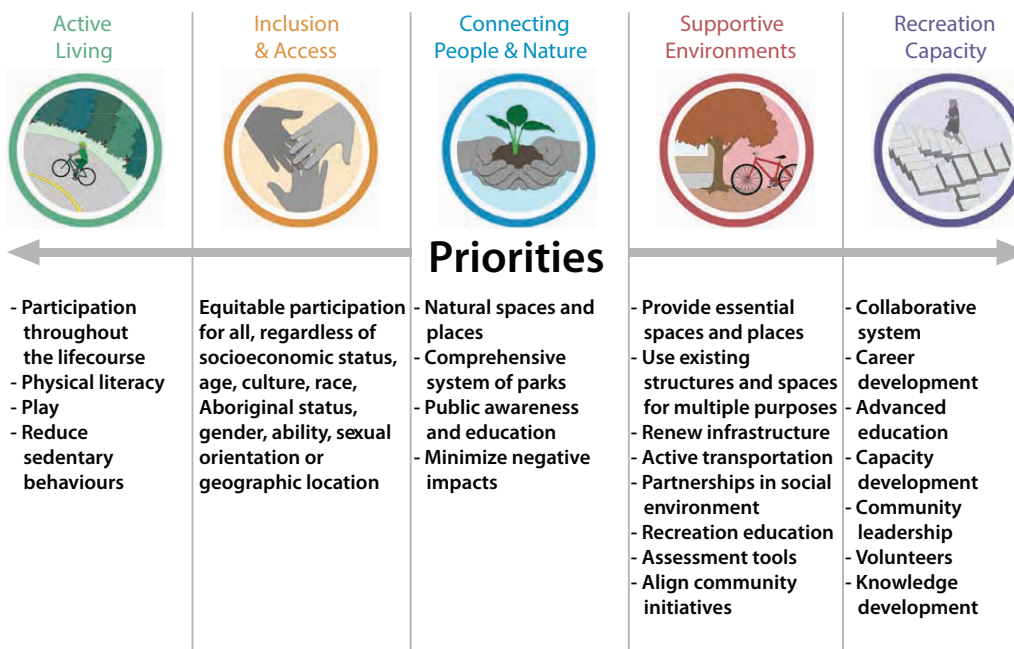 Active
Living
Inclusion
& Access
Connecting
People & Nature
Supportive
Environments
Recreation
Capacity
Priorities
- Participation
throughout
the lifecourse
- Physical literacy
- Play
- Reduce
sedentary
behaviours
Equitable participation
for all, regardless of
socioeconomic status,
age, culture, race,
Aboriginal status,
gender, ability, sexual
orientation or
geographic location
- Natural spaces and
places
- Comprehensive
system of parks
- Public awareness
and education
- Minimize negative
impacts
- Provide essential
spaces and places
- Use existing
structures and spaces
for multiple purposes
- Renew infrastructure
- Active transportation
- Partnerships in social
environment
- Recreation education
- Assessment tools
- Align community
initiatives
- Collaborative
system
- Career
development
- Advanced
education
- Capacity
development
- Community
leadership
- Volunteers
- Knowledge
development